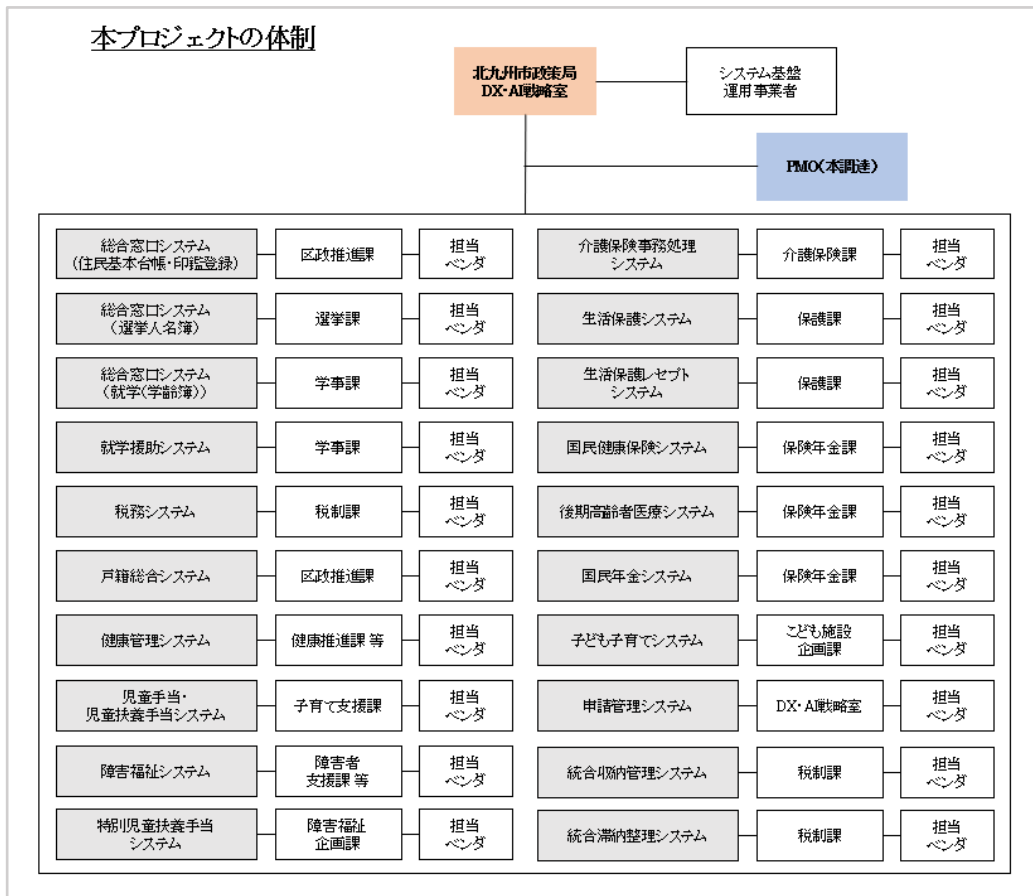 本プロジェクトの体制
北九州市政策局
DX・AI戦略室
システム基盤
運用事業者
PMO(本調達)
総合窓口システム
(住民基本台帳・印鑑登録)
区政推進課
担当
ベンダ
介護保険事務処理
システム
介護保険課
担当
ベンダ
総合窓口システム
(選挙人名簿)
選挙課
担当
ベンダ
生活保護システム
保護課
担当
ベンダ
総合窓口システム
(就学(学齢簿))
学事課
担当
ベンダ
生活保護レセプト
システム
保護課
担当
ベンダ
就学援助システム
学事課
担当
ベンダ
国民健康保険システム
保険年金課
担当
ベンダ
税務システム
税制課
担当
ベンダ
後期高齢者医療システム
保険年金課
担当
ベンダ
戸籍総合システム
区政推進課
担当
ベンダ
国民年金システム
保険年金課
担当
ベンダ
健康管理システム
健康推進課 等
担当
ベンダ
子ども子育てシステム
こども施設
企画課
担当
ベンダ
児童手当・
児童扶養手当システム
子育て支援課
担当
ベンダ
申請管理システム
DX・AI戦略室
担当
ベンダ
障害福祉システム
障害者
支援課 等
担当
ベンダ
統合収納管理システム
税制課
担当
ベンダ
特別児童扶養手当
システム
障害福祉
企画課
担当
ベンダ
統合滞納整理システム
税制課
担当
ベンダ